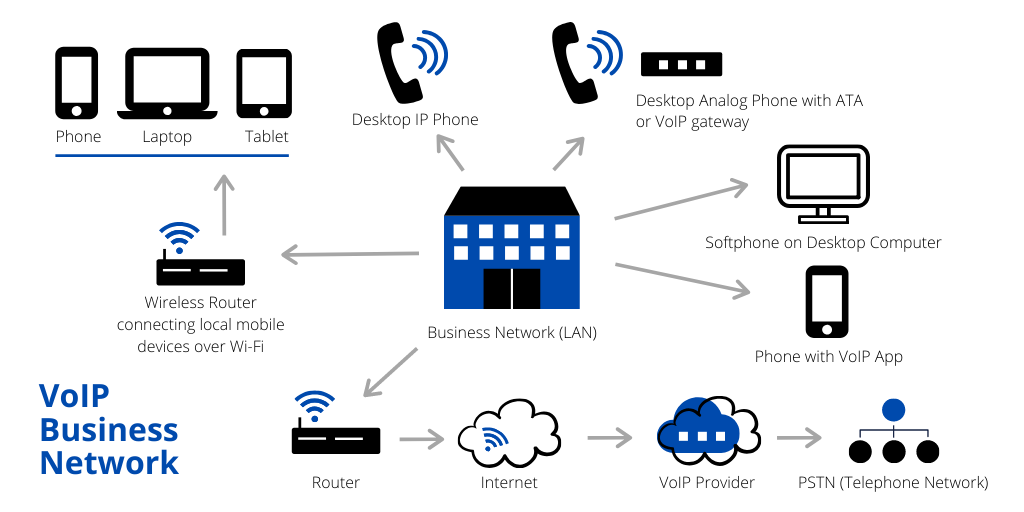 Phone
Laptop
Tablet
Desktop IP Phone
Desktop Analog Phone with ATA
or VoIP gateway
Softphone on Desktop Computer
Wireless Router
connecting local mobile
devices over Wi-Fi
Business Network (LAN)
Phone with VoIP App
VoIP
Business
Network
Router
Internet
VoIP Provider
PSTN (Telephone Network)